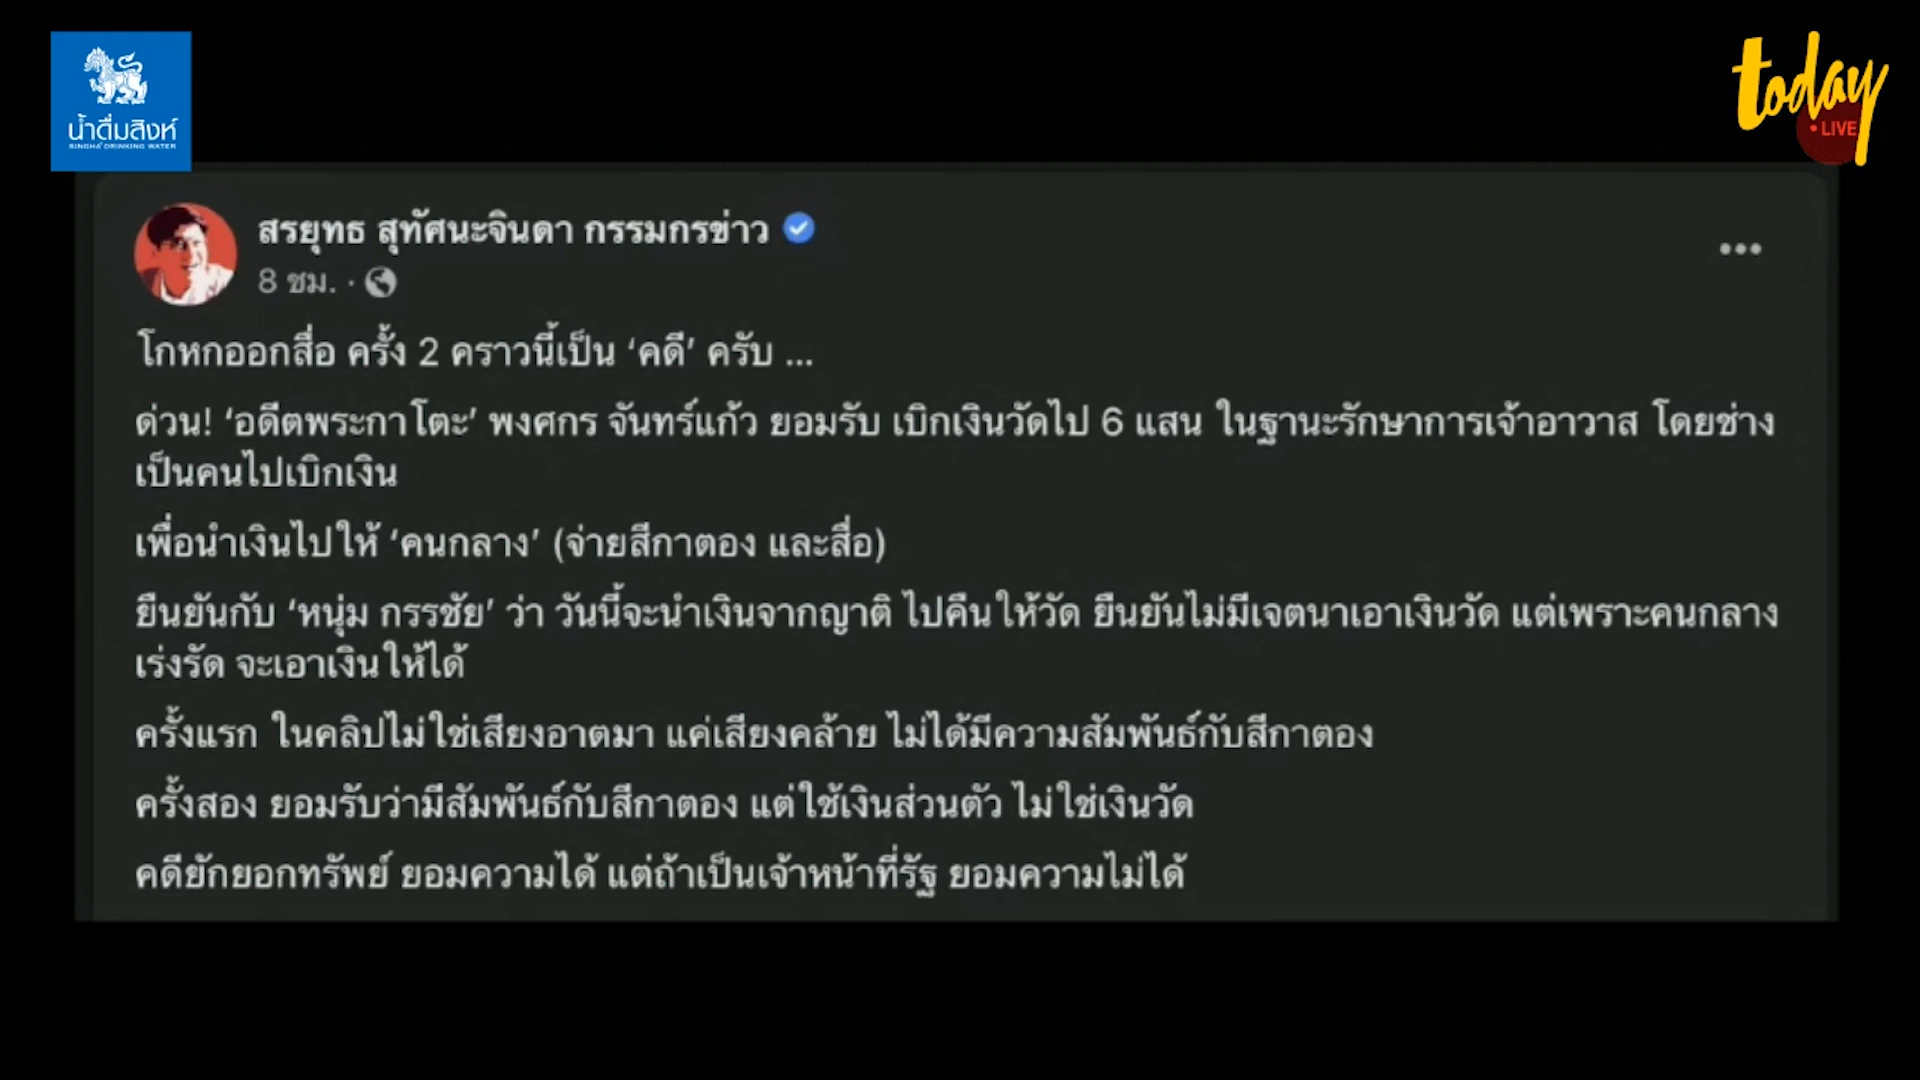 น้ำดื่มสิงห์
SINGHA DRINKING WATER
today
• LIVE
สรยุทธ สุทัศนะจินดา กรรมกรข่าว
8 ชม. ·
โกหกออกสื่อ ครั้ง 2 คราวนี้เป็น ‘คดี’ ครับ ...
ด่วน! ‘อดีตพระกาโตะ’ พงศกร จันทร์แก้ว ยอมรับ เบิกเงินวัดไป 6 แสน ในฐานะรักษาการเจ้าอาวาส โดยช่าง
เป็นคนไปเบิกเงิน
เพื่อนำเงินไปให้ ‘คนกลาง’ (จ่ายสีกาตอง และสื่อ)
ยืนยันกับ ‘หนุ่ม กรรชัย’ ว่า วันนี้จะนำเงินจากญาติ ไปคืนให้วัด ยืนยันไม่มีเจตนาเอาเงินวัด แต่เพราะคนกลาง
เร่งรัด จะเอาเงินให้ได้
ครั้งแรก ในคลิปไม่ใช่เสียงอาตมา แค่เสียงคล้าย ไม่ได้มีความสัมพันธ์กับสีกาตอง
ครั้งสอง ยอมรับว่ามีสัมพันธ์กับสีกาตอง แต่ใช้เงินส่วนตัว ไม่ใช่เงินวัด
คดียักยอกทรัพย์ ยอมความได้ แต่ถ้าเป็นเจ้าหน้าที่รัฐ ยอมความไม่ได้